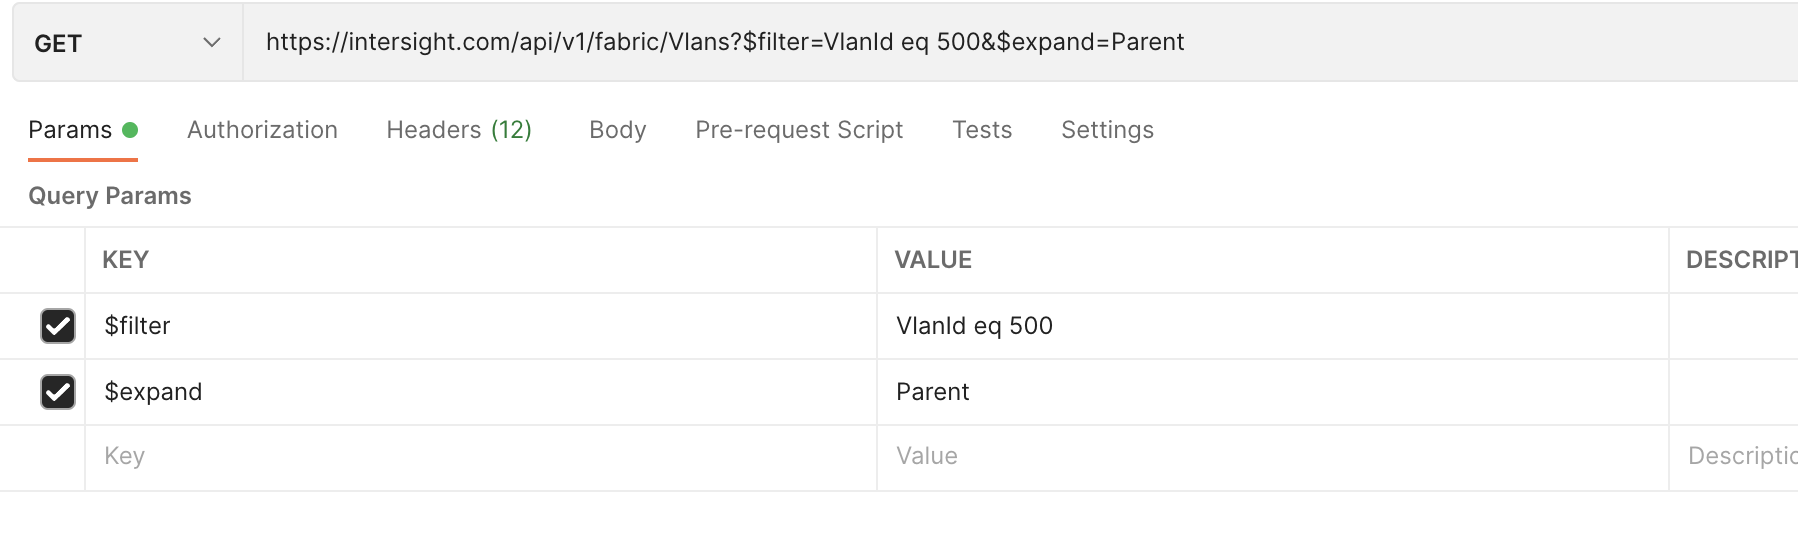 GET https://intersight.com/api/v1/fabric/Vlans?$filter=VlanId eq 500&$expand=Parent
Params Authorization Headers (12) Body Pre-request Script Tests Settings
Query Params
KEY VALUE DESCRIPT
$filter VlanId eq 500
$expand Parent
Key Value Descriptio